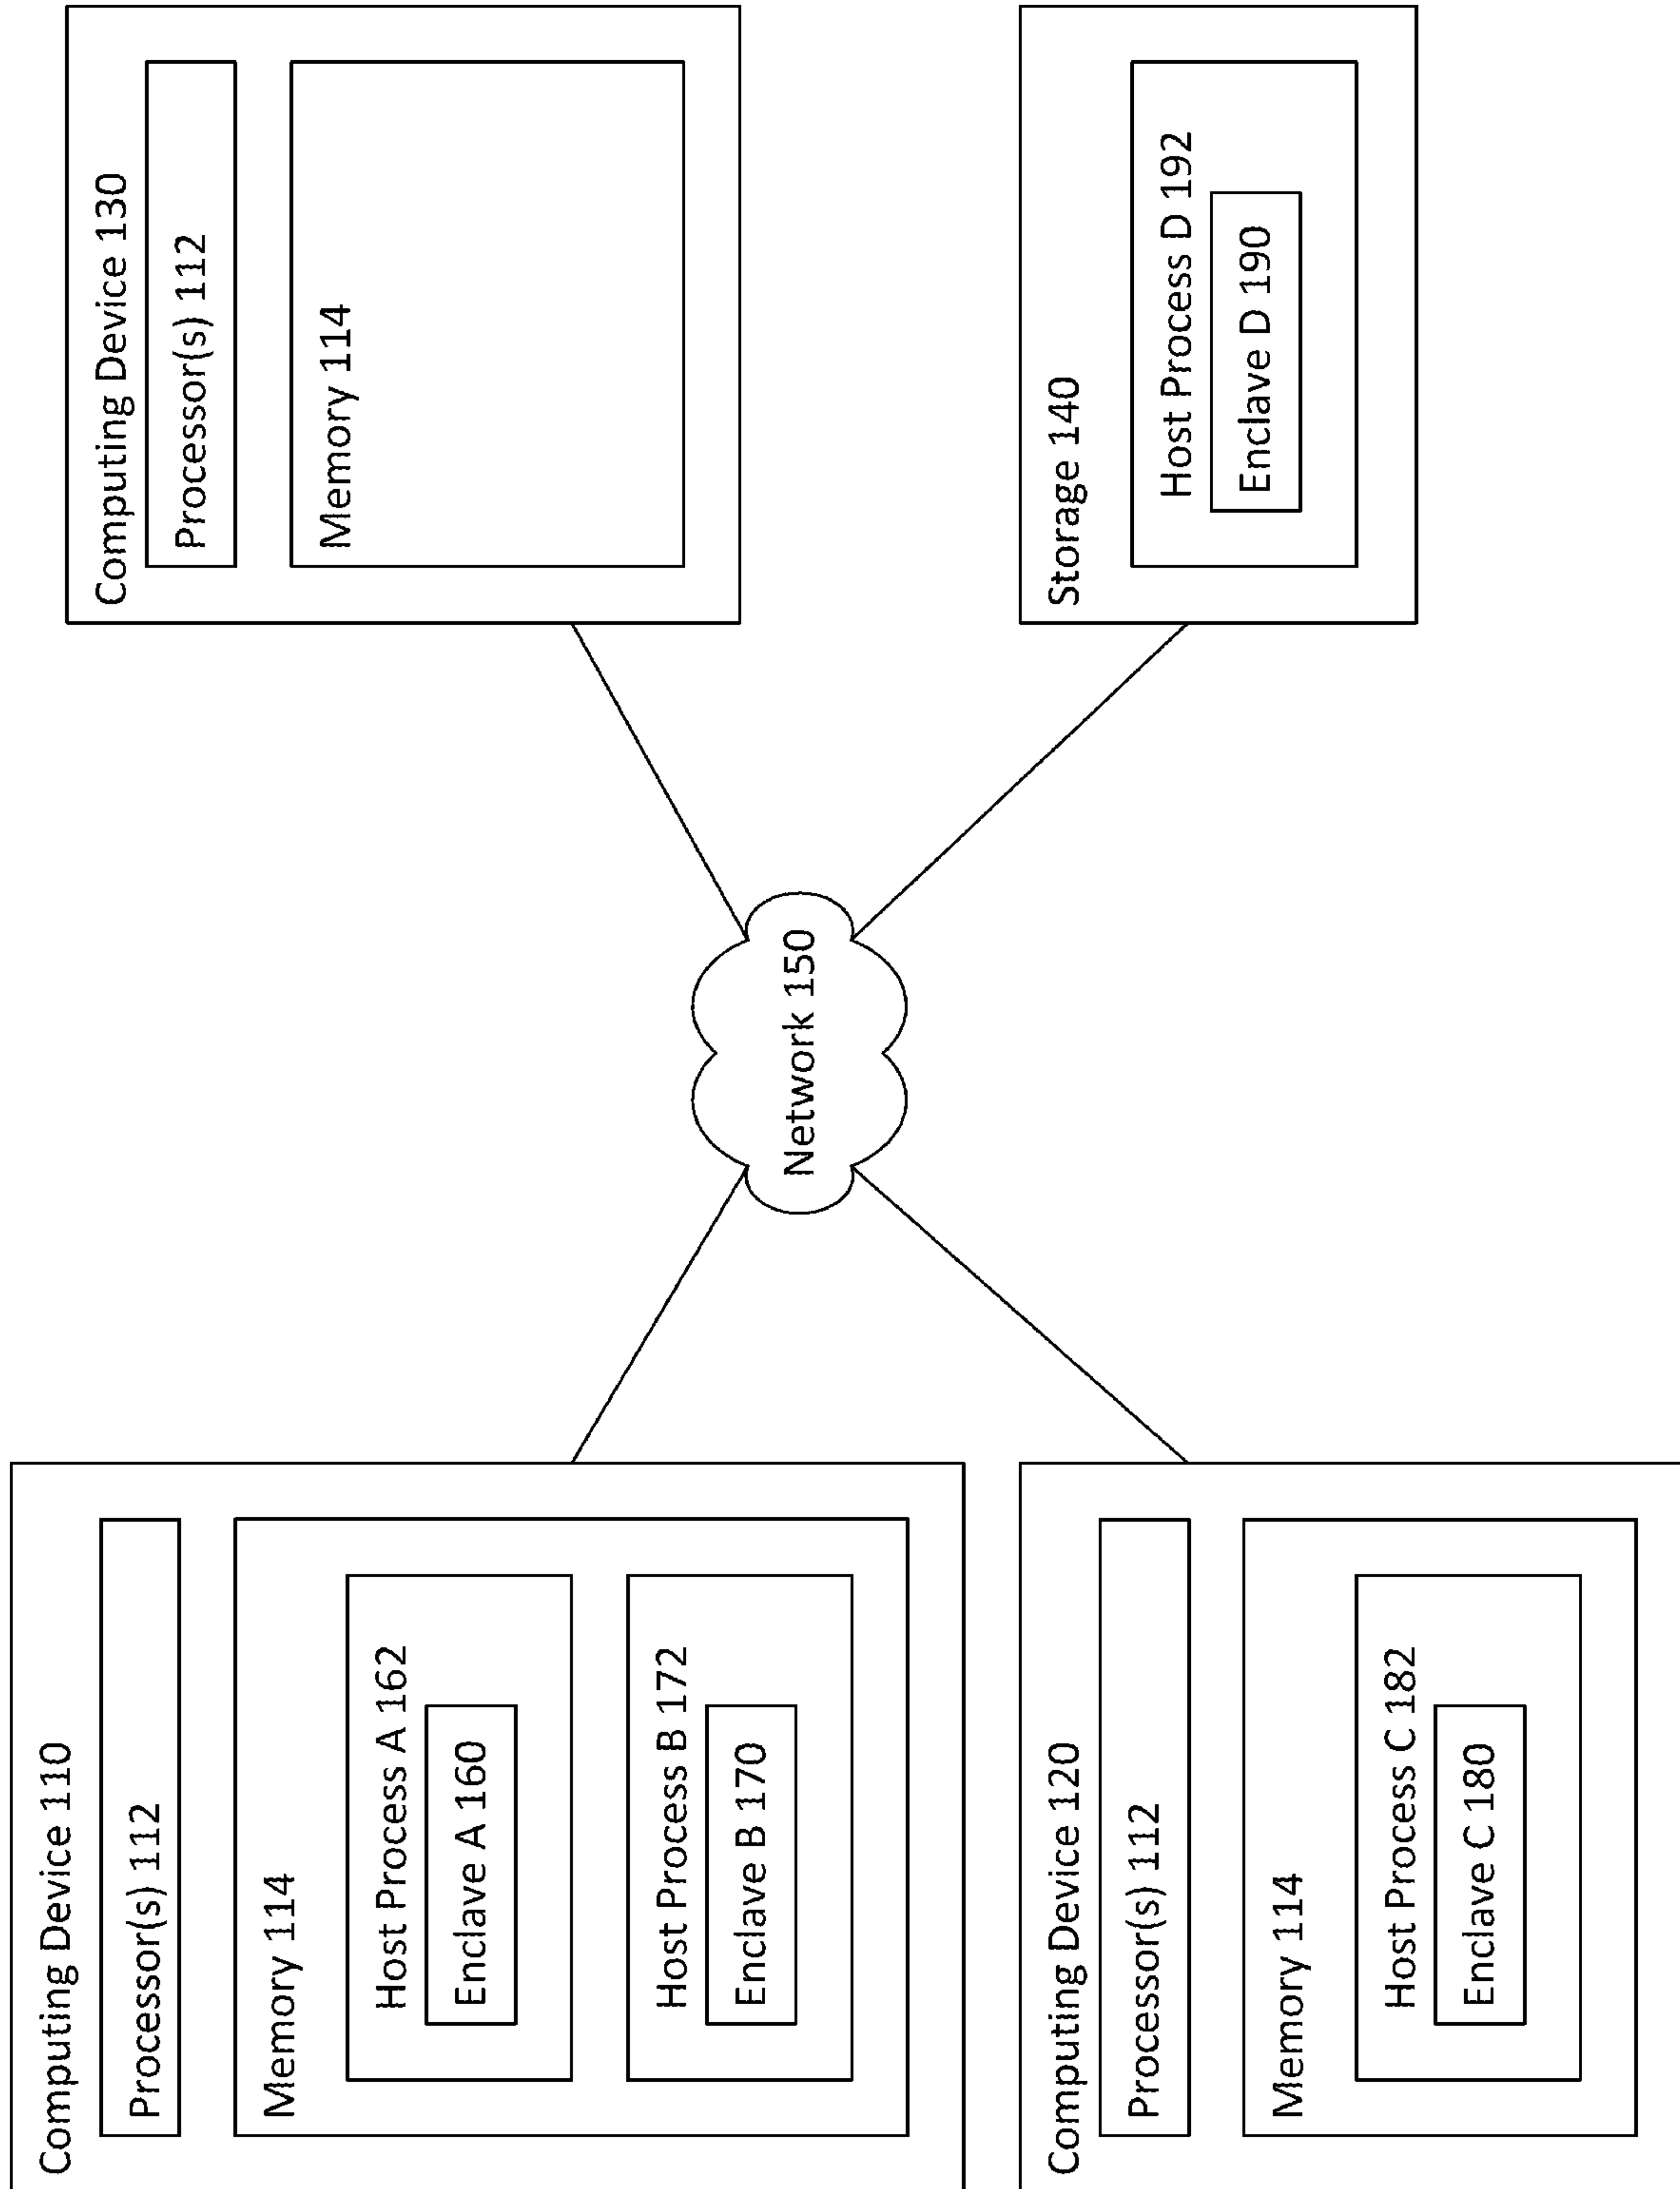 Computing Device 110
Processor(s) 112
Memory 114
Host Process A 162
Enclave A 160
Host Process B 172
Enclave B 170
Computing Device 120
Processor(s) 112
Memory 114
Host Process C 182
Enclave C 180
Network 150
Computing Device 130
Processor(s) 112
Memory 114
Storage 140
Host Process D 192
Enclave D 190